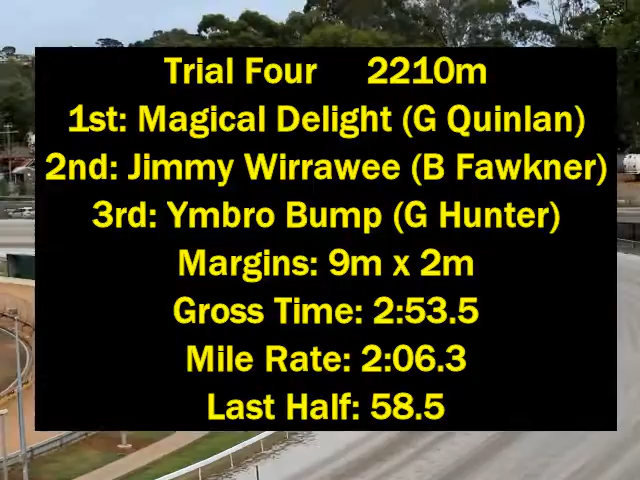 Trial Four 2210m
1st: Magical Delight (G Quinlan)
2nd: Jimmy Wirrawee (B Fawkner)
3rd: Ymbro Bump (G Hunter)
Margins: 9m x 2m
Gross Time: 2:53.5
Mile Rate: 2:06.3
Last Half: 58.5